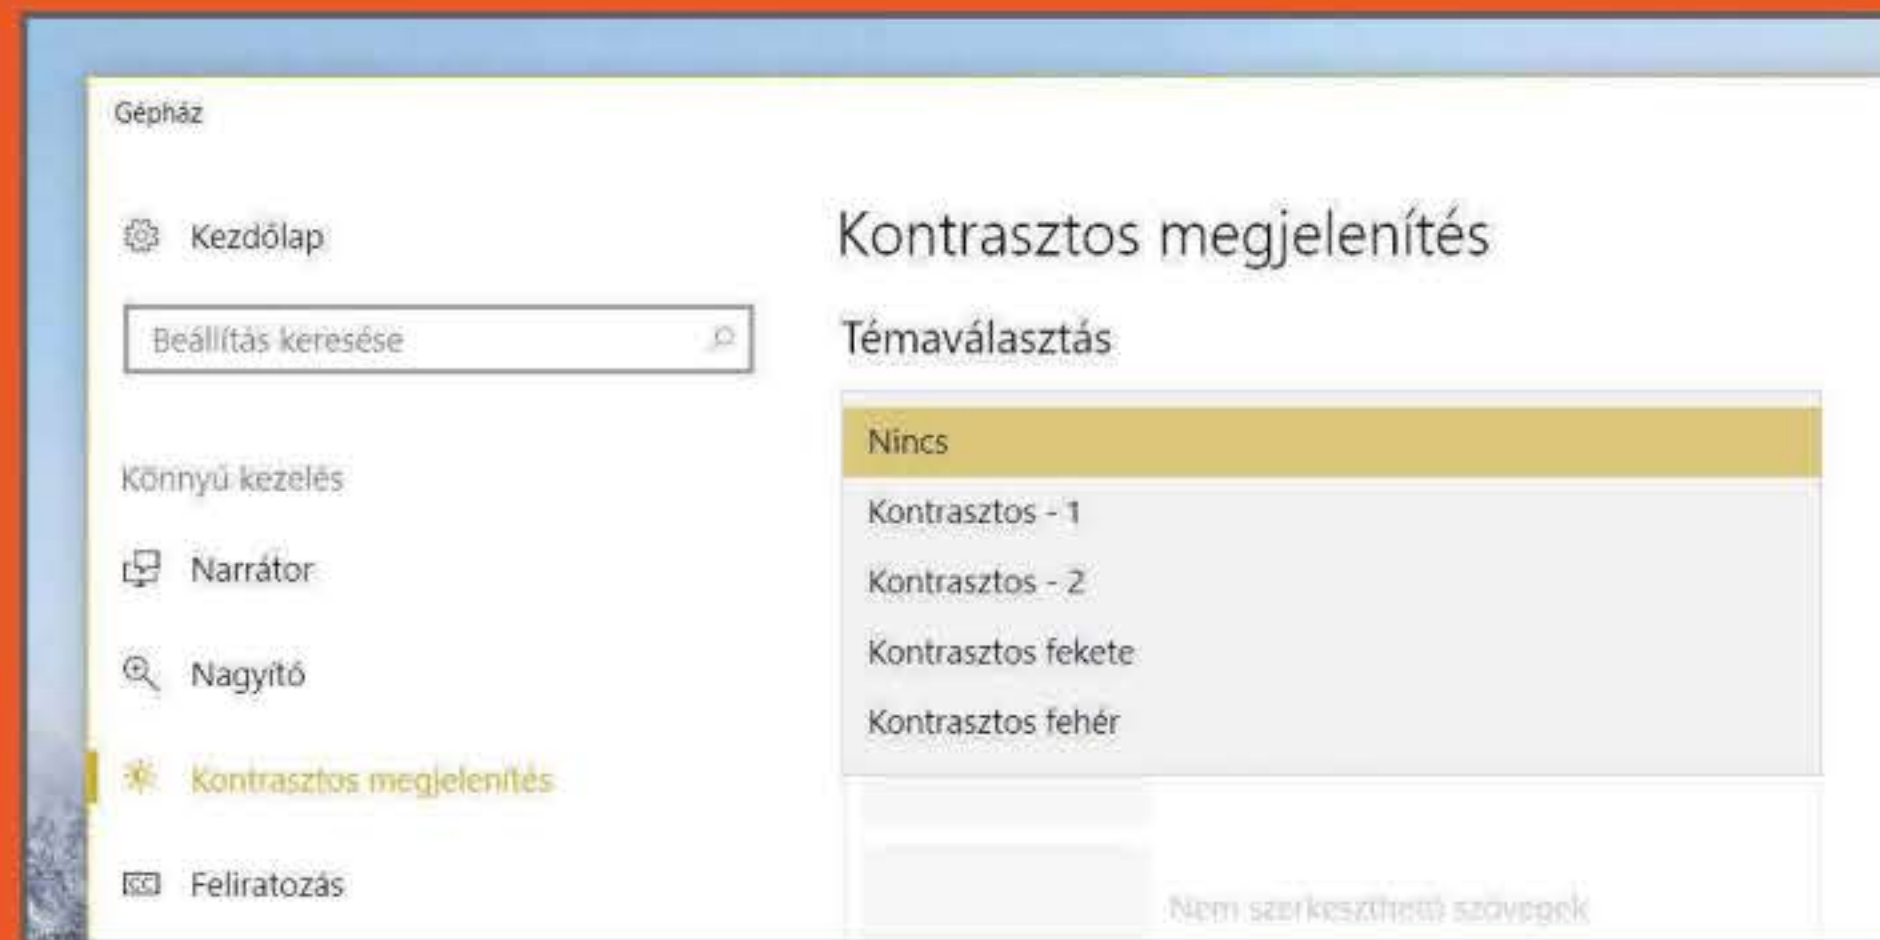 Gépház
Kezdőlap
Beállítás keresése
Könnyű kezelés
Narrátor
Nagyító
Kontrasztos megjelenítés
Feliratozás
Kontrasztos megjelenítés
Témaválasztás
Nincs
Kontrasztos - 1
Kontrasztos - 2
Kontrasztos fekete
Kontrasztos fehér
Nem szerkeszthető szövegek